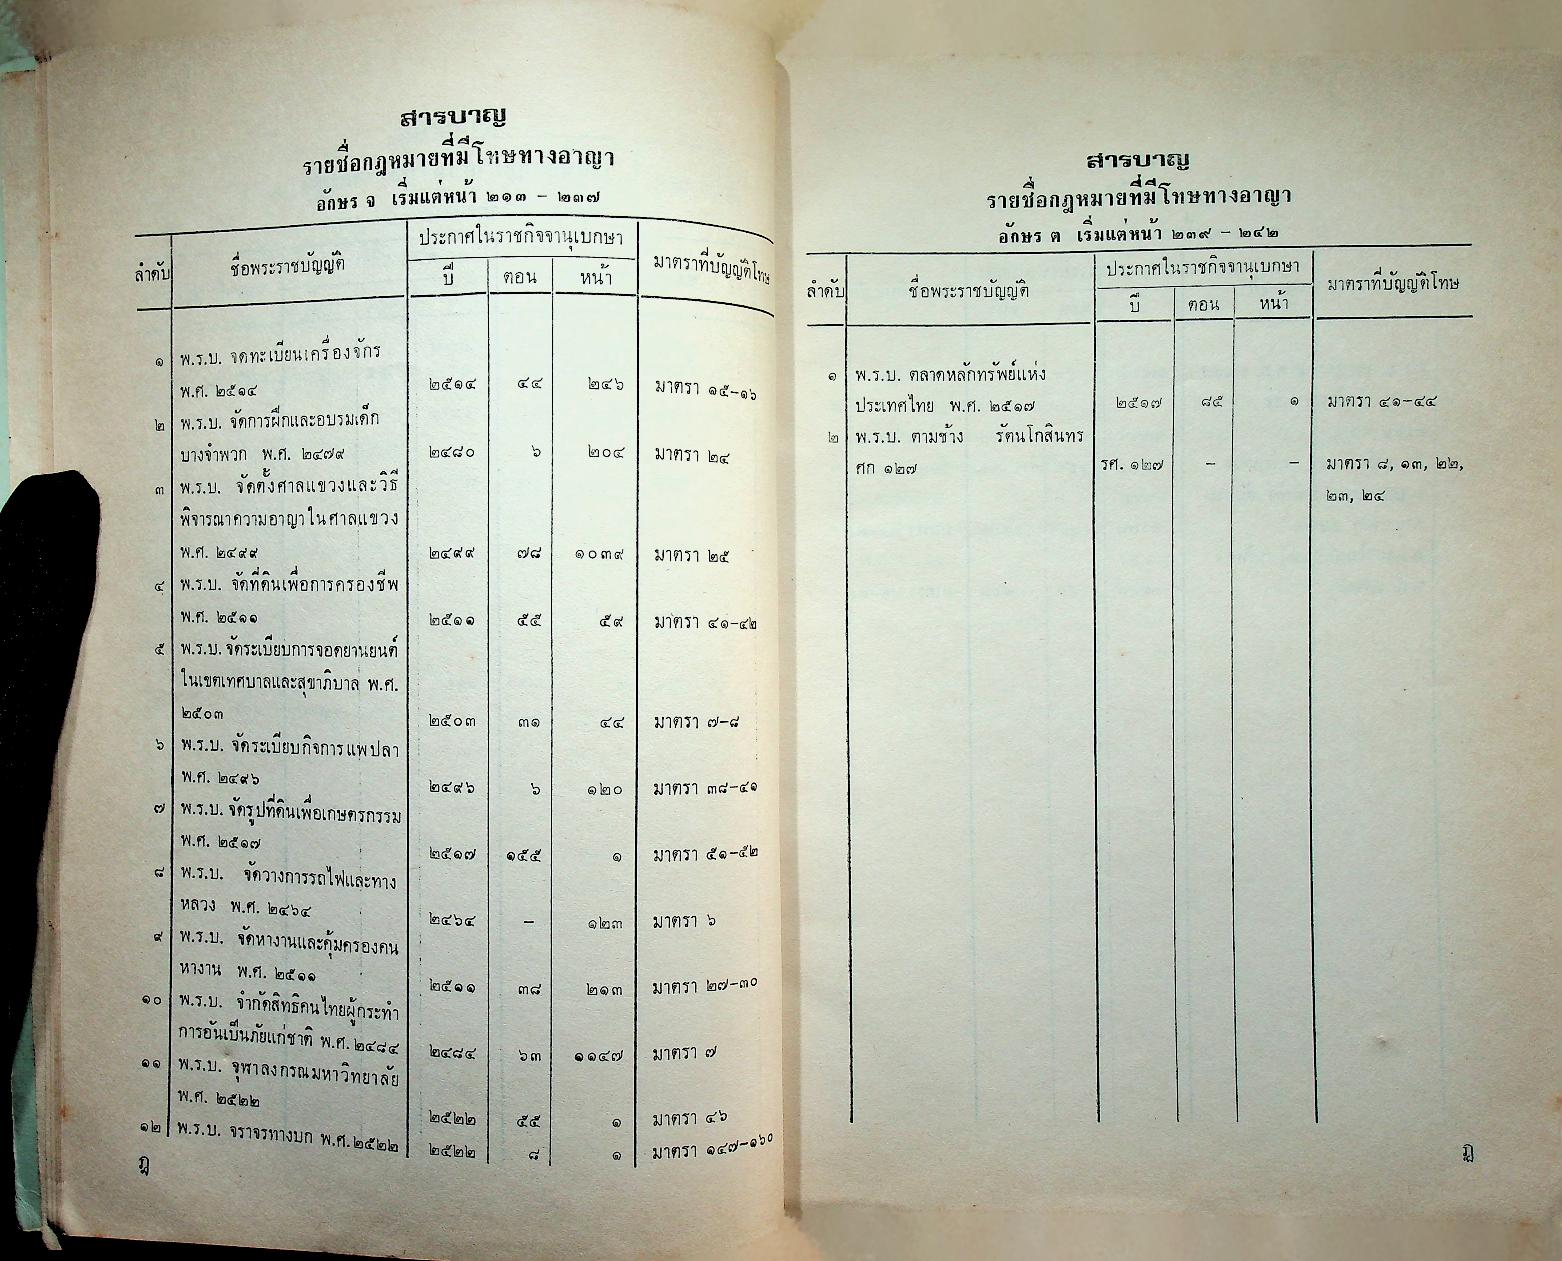 สารบาญ
รายชื่อกฎหมายที่มีโทษทางอาญา
อักษร จ เริ่มแต่หน้า ๒๑๓ - ๒๓๗
ลำดับ ชื่อพระราชบัญญัติ ประกาศในราชกิจจานุเบกษา มาตราที่บัญญัติโทษ
ปี ตอน หน้า
๑ พ.ร.บ. จดทะเบียนเครื่องจักร
พ.ศ. ๒๕๑๔ ๒๕๑๔ ๔๔ ๒๔๖ มาตรา ๑๕-๑๖
๒ พ.ร.บ. จัดการฝึกและอบรมเด็ก
บางจำพวก พ.ศ. ๒๔๗๙ ๒๔๘๐ ๖ ๒๐๔ มาตรา ๒๔
๓ พ.ร.บ. จัดตั้งศาลแขวงและวิธี
พิจารณาความอาญาในศาลแขวง
พ.ศ. ๒๔๙๙ ๒๔๙๙ ๗๘ ๑๐๓๙ มาตรา ๒๕
๔ พ.ร.บ. จัดที่ดินเพื่อการครองชีพ
พ.ศ. ๒๕๑๑ ๒๕๑๑ ๕๕ ๕๙ มาตรา ๔๑-๔๒
๕ พ.ร.บ. จัดระเบียบการจอดยานยนต์
ในเขตเทศบาลและสุขาภิบาล พ.ศ.
๒๕๐๓ ๒๕๐๓ ๓๑ ๔๔ มาตรา ๗-๘
๖ พ.ร.บ. จัดระเบียบกิจการแพปลา
พ.ศ. ๒๔๙๖ ๒๔๙๖ ๖ ๑๒๐ มาตรา ๓๘-๔๑
๗ พ.ร.บ. จัดรูปที่ดินเพื่อเกษตรกรรม
พ.ศ. ๒๕๑๗ ๒๕๑๗ ๑๕๕ ๑ มาตรา ๕๑-๕๒
๘ พ.ร.บ. จัดวางการรถไฟและทาง
หลวง พ.ศ. ๒๔๖๔ ๒๔๖๔ - ๑๒๓ มาตรา ๖
๙ พ.ร.บ. จัดหางานและคุ้มครองคน
หางาน พ.ศ. ๒๕๑๑ ๒๕๑๑ ๓๘ ๒๑๓ มาตรา ๒๗-๓๐
๑๐ พ.ร.บ. จำกัดสิทธิคนไทยผู้กระทำ
การอันเป็นภัยแก่ชาติ พ.ศ. ๒๔๘๔ ๒๔๘๔ ๖๓ ๑๑๔๗ มาตรา ๗
๑๑ พ.ร.บ. จุฬาลงกรณมหาวิทยาลัย
พ.ศ. ๒๕๒๒ ๒๕๒๒ ๕๕ ๑ มาตรา ๔๖
๑๒ พ.ร.บ. จราจรทางบก พ.ศ.๒๕๒๒ ๒๕๒๒ ๘ ๑ มาตรา ๑๔๗-๑๖๐
ฎ
สารบาญ
รายชื่อกฎหมายที่มีโทษทางอาญา
อักษร ต เริ่มแต่หน้า ๒๓๙ - ๒๔๒
ลำดับ ชื่อพระราชบัญญัติ ประกาศในราชกิจจานุเบกษา มาตราที่บัญญัติโทษ
ปี ตอน หน้า
๑ พ.ร.บ. ตลาดหลักทรัพย์แห่ง
ประเทศไทย พ.ศ. ๒๕๑๗ ๒๕๑๗ ๘๕ ๑ มาตรา ๔๑-๔๔
๒ พ.ร.บ. ตามช้าง รัตนโกสินทร
ศก ๑๒๗ รศ. ๑๒๗ - - มาตรา ๘, ๑๓, ๒๒,
๒๓, ๒๔
ฏ